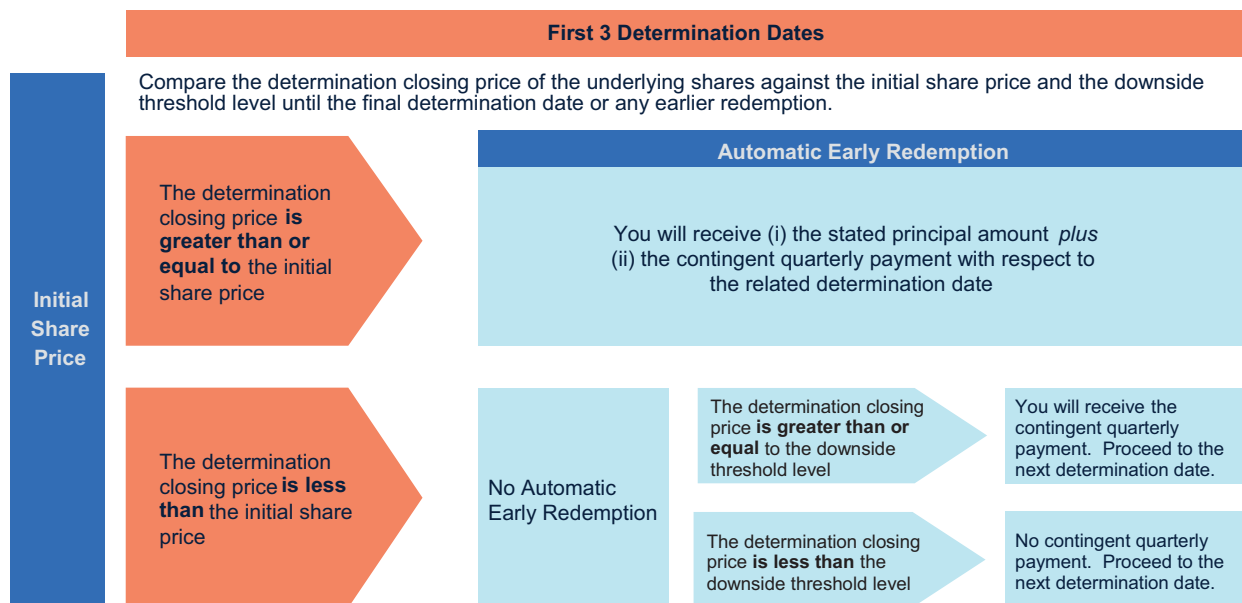 First 3 Determination Dates
Compare the determination closing price of the underlying shares against the initial share price and the downside
threshold level until the final determination date or any earlier redemption.
Initial
Share
Price
The determination
closing price is
greater than or
equal to the initial
share price
Automatic Early Redemption
You will receive (i) the stated principal amount plus
(ii) the contingent quarterly payment with respect to
the related determination date
The determination
closing price is less
than the initial share
price
No Automatic
Early Redemption
The determination closing
price is greater than or
equal to the downside
threshold level
You will receive the
contingent quarterly
payment. Proceed to the
next determination date.
The determination closing
price is less than the
downside threshold level
No contingent quarterly
payment. Proceed to the
next determination date.